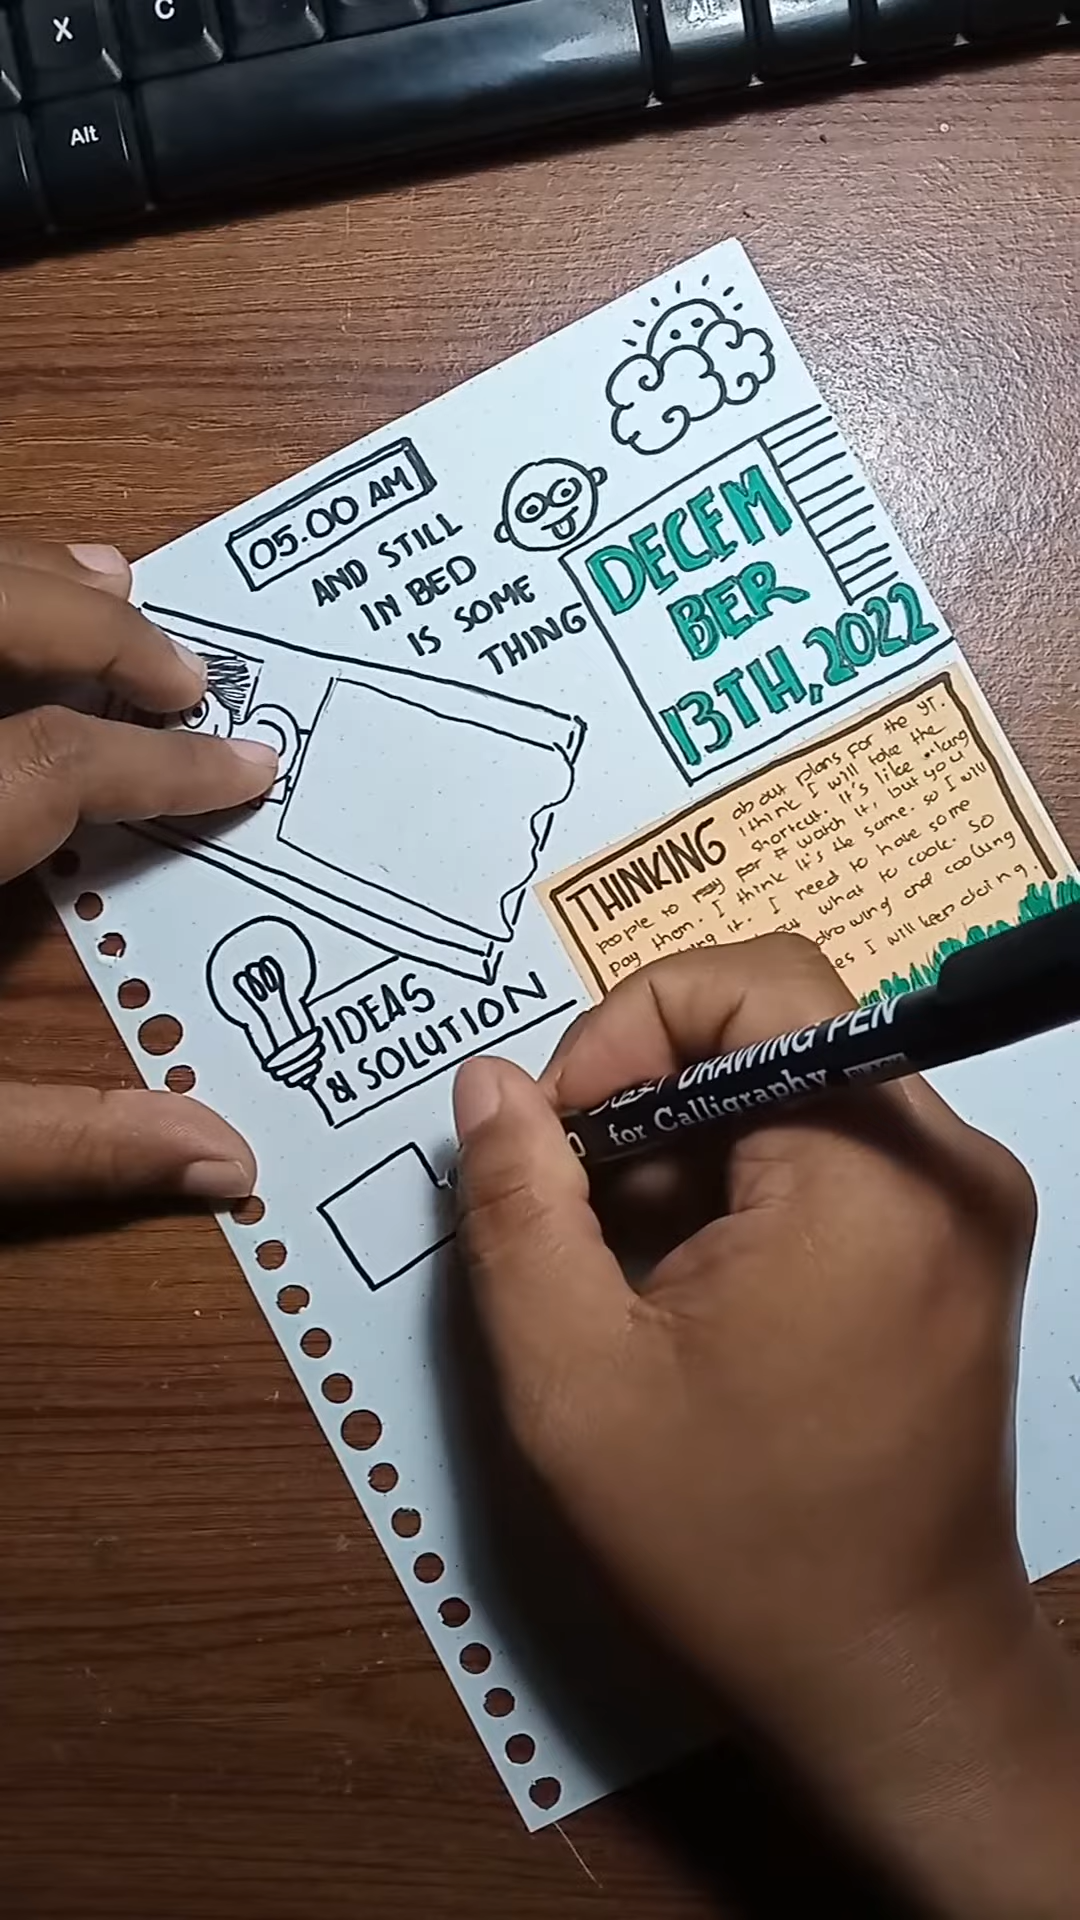 X
C
Alt
Alt
05.00 AM
AND STILL
IN BED
IS SOME
THING
DECEM
BER
13TH, 2022
THINKING
about plans for the YT.
I think I will take the
shortcut. It's like
people to pay for # watch it, but you
them. I think it's the same. so I will
pay it. I need to have some
what to cook. so
drawing and cooking
I will keep doing.
IDEAS
& SOLUTION
DRAWING PEN
for Calligraphy